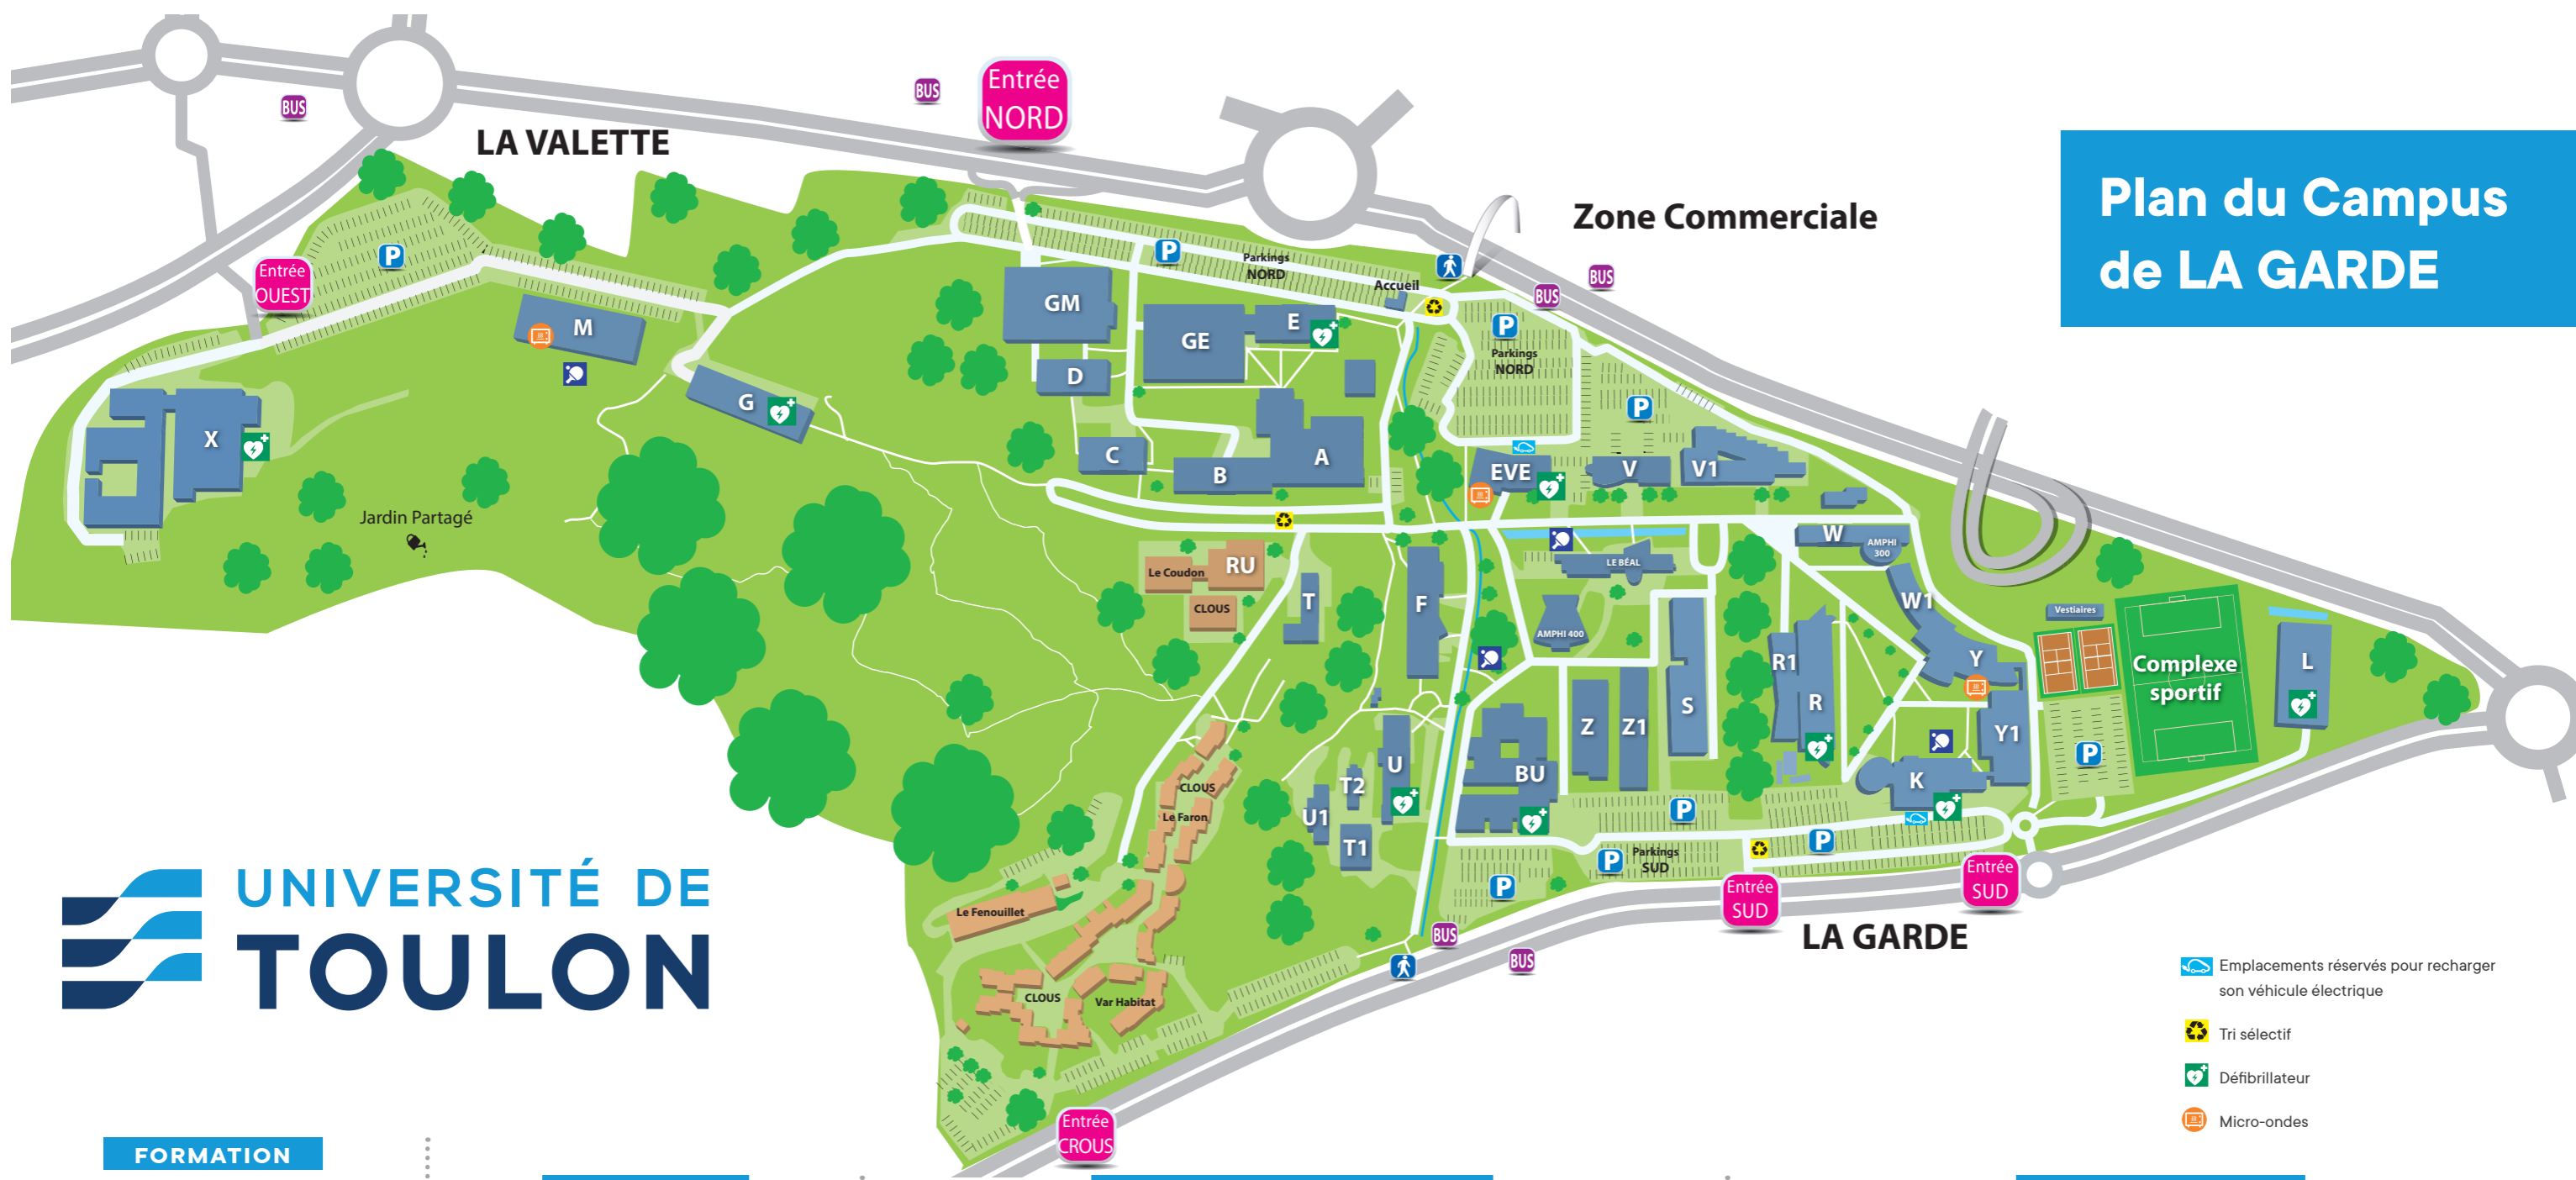 BUS
BUS
Entrée
NORD
LA VALETTE
Plan du Campus
de LA GARDE
Zone Commerciale
P
Entrée
OUEST
P
Parkings
NORD
Accueil
BUS
BUS
M
GM
GE
E
P
Parkings
NORD
D
G
P
X
C
B
A
EVE
V
V1
Jardin Partagé
W
AMPHI
300
RU
Le Coudon
CLOUS
T
F
LE BÉAL
AMPHI 400
W1
Vestiaires
R1
Y
Complexe
sportif
L
S
R
Z
Z1
Y1
P
U
BU
T2
K
CLOUS
Le Faron
U1
T1
P
P
P
Parkings
SUD
P
UNIVERSITÉ DE
TOULON
Le Fenouillet
Entrée
SUD
Entrée
SUD
BUS
BUS
LA GARDE
CLOUS
Var Habitat
Emplacements réservés pour recharger
son véhicule électrique
Tri sélectif
Défibrillateur
Micro-ondes
Entrée
CROUS
FORMATION